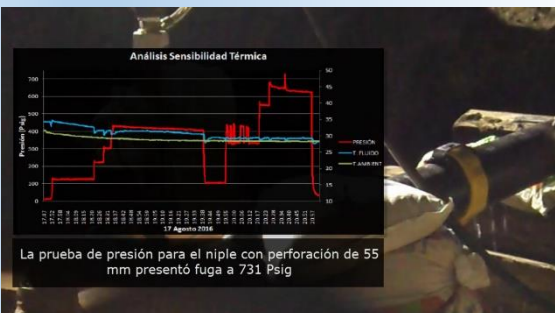 Análisis Sensibilidad Térmica
Presión (Psig)
700
600
500
400
300
200
100
0
50
45
40
35
30
25
20
15
10
PRESIÓN
T. FLUIDO
T.AMBIENT
17 Agosto 2016
La prueba de presión para el niple con perforación de 55
mm presentó fuga a 731 Psig